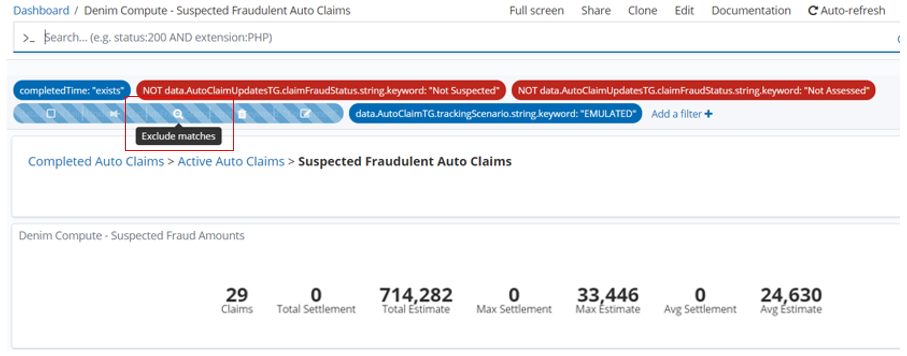 Dashboard / Denim Compute - Suspected Fraudulent Auto Claims Full screen Share Clone Edit Documentation Auto-refresh
>_ Search... (e.g. status:200 AND extension:PHP)
completedTime: "exists" NOT data.AutoClaimUpdatesTG.claimFraudStatus.string.keyword: "Not Suspected" NOT data.AutoClaimUpdatesTG.claimFraudStatus.string.keyword: "Not Assessed"
data.AutoClaimTG.trackingScenario.string.keyword: "EMULATED" Add a filter +
Exclude matches
Completed Auto Claims > Active Auto Claims > Suspected Fraudulent Auto Claims
Denim Compute - Suspected Fraud Amounts
29 0 714,282 0 33,446 0 24,630
Claims Total Settlement Total Estimate Max Settlement Max Estimate Avg Settlement Avg Estimate